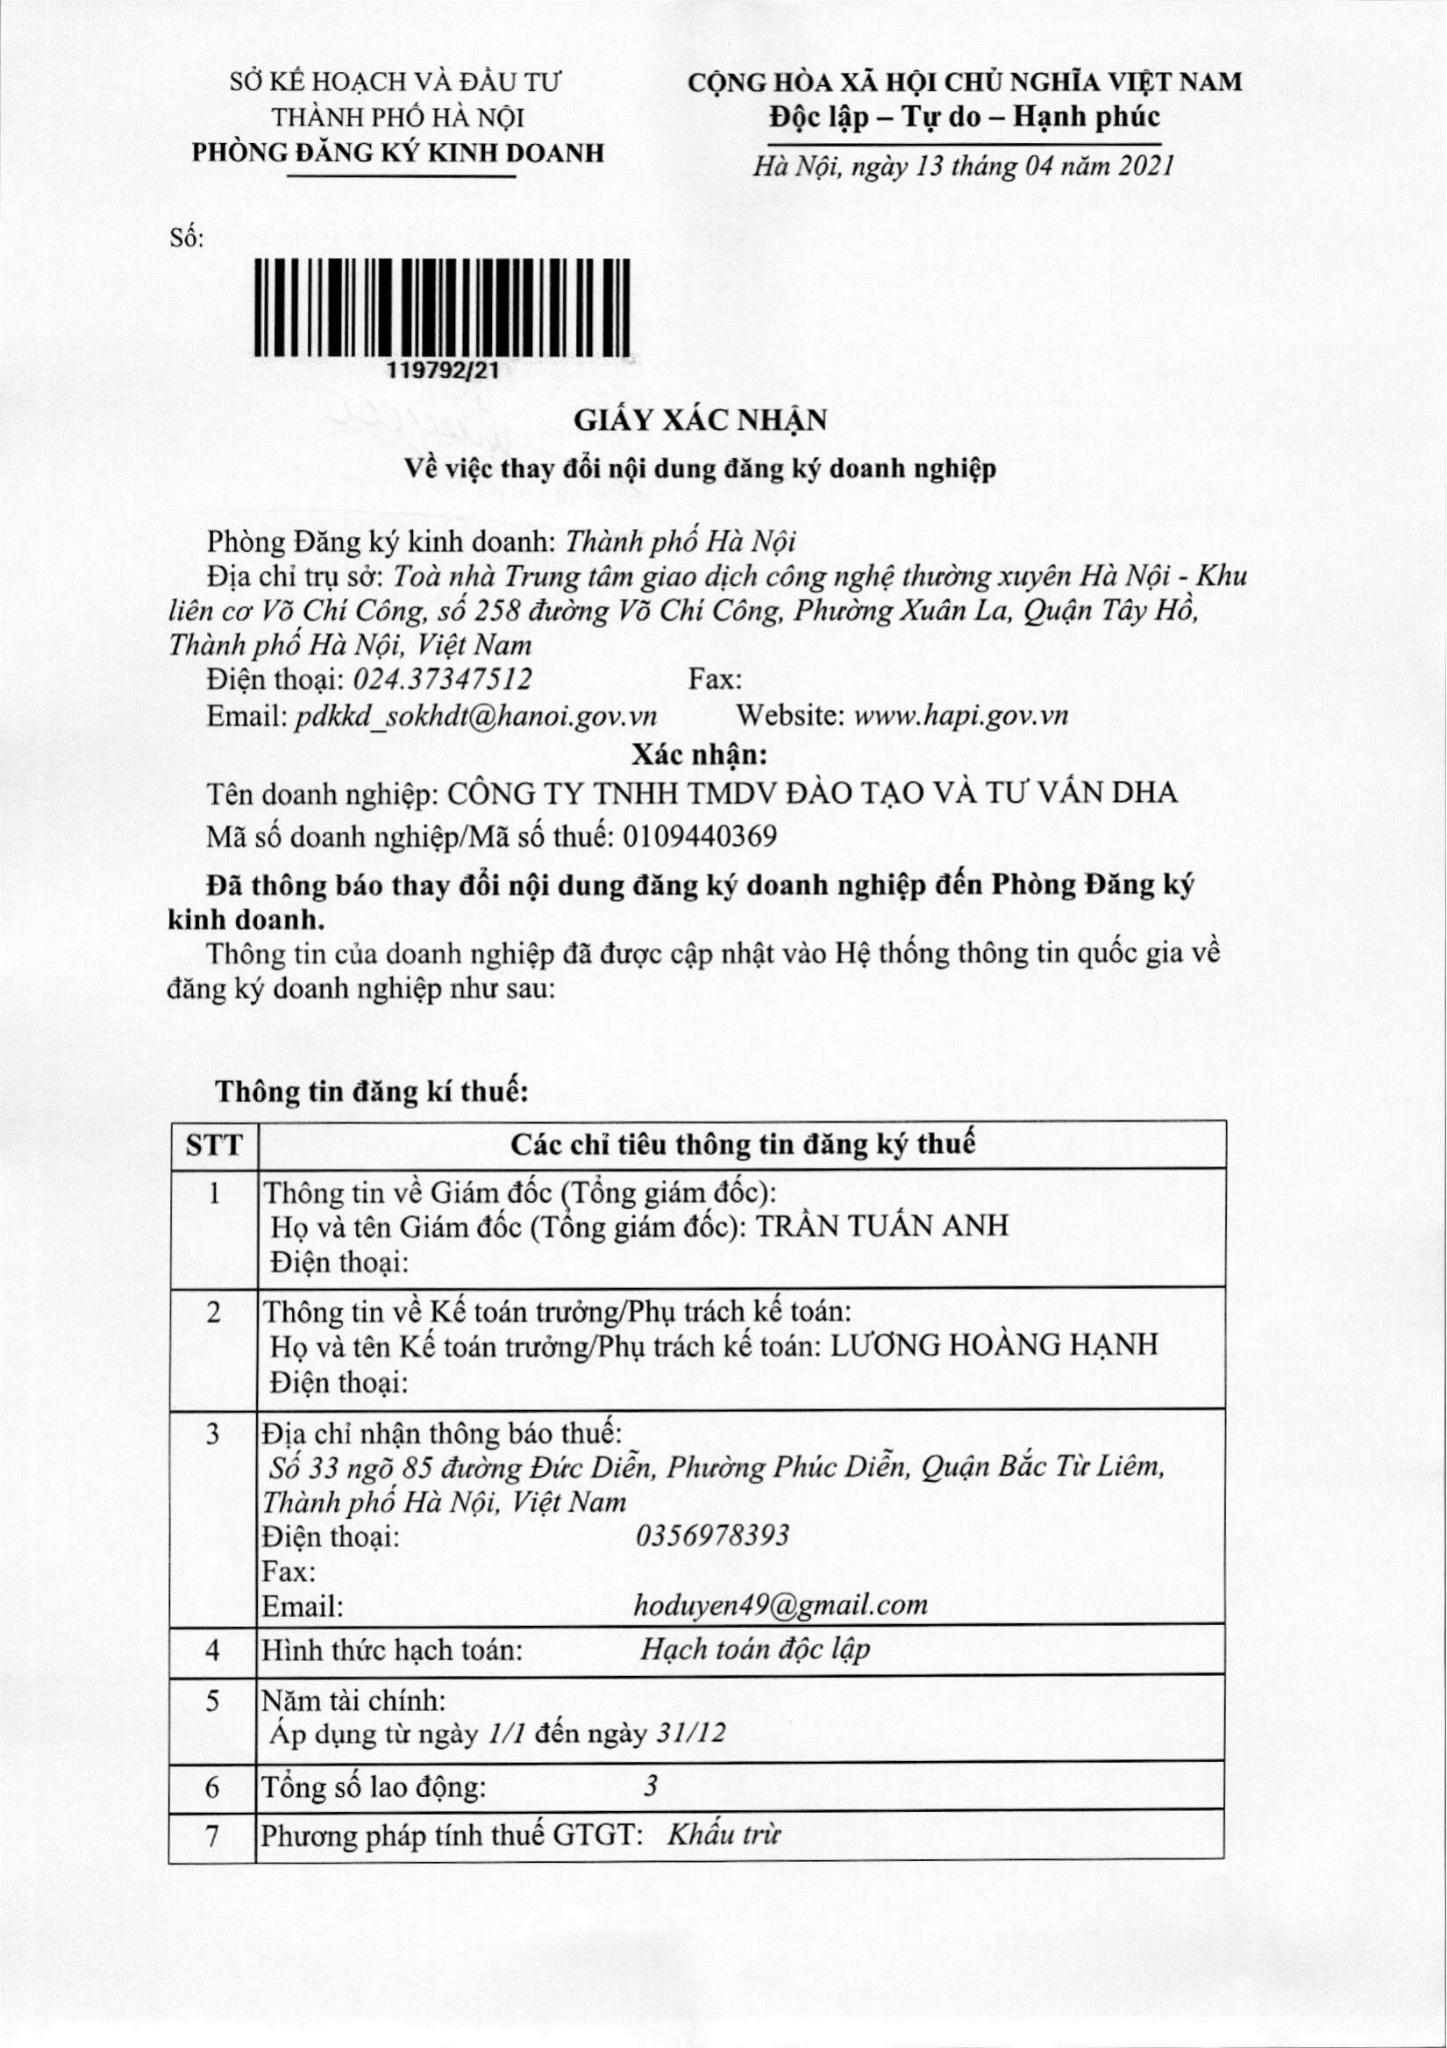 SỞ KẾ HOẠCH VÀ ĐẦU TƯ
THÀNH PHỐ HÀ NỘI
PHÒNG ĐĂNG KÝ KINH DOANH
CỘNG HÒA XÃ HỘI CHỦ NGHĨA VIỆT NAM
Độc lập – Tự do – Hạnh phúc
Hà Nội, ngày 13 tháng 04 năm 2021
Số:
119792/21
GIẤY XÁC NHẬN
Về việc thay đổi nội dung đăng ký doanh nghiệp
Phòng Đăng ký kinh doanh: Thành phố Hà Nội
Địa chỉ trụ sở: Toà nhà Trung tâm giao dịch công nghệ thường xuyên Hà Nội - Khu
liên cơ Võ Chí Công, số 258 đường Võ Chí Công, Phường Xuân La, Quận Tây Hồ,
Thành phố Hà Nội, Việt Nam
Điện thoại: 024.37347512 Fax:
Email: pdkkd_sokhdt@hanoi.gov.vn Website: www.hapi.gov.vn
Xác nhận:
Tên doanh nghiệp: CÔNG TY TNHH TMDV ĐÀO TẠO VÀ TƯ VẤN DHA
Mã số doanh nghiệp/Mã số thuế: 0109440369
Đã thông báo thay đổi nội dung đăng ký doanh nghiệp đến Phòng Đăng ký
kinh doanh.
Thông tin của doanh nghiệp đã được cập nhật vào Hệ thống thông tin quốc gia về
đăng ký doanh nghiệp như sau:
Thông tin đăng kí thuế:
STT Các chỉ tiêu thông tin đăng ký thuế
1 Thông tin về Giám đốc (Tổng giám đốc):
Họ và tên Giám đốc (Tổng giám đốc): TRẦN TUẤN ANH
Điện thoại:
2 Thông tin về Kế toán trưởng/Phụ trách kế toán:
Họ và tên Kế toán trưởng/Phụ trách kế toán: LƯƠNG HOÀNG HẠNH
Điện thoại:
3 Địa chỉ nhận thông báo thuế:
Số 33 ngõ 85 đường Đức Diễn, Phường Phúc Diễn, Quận Bắc Từ Liêm,
Thành phố Hà Nội, Việt Nam
Điện thoại: 0356978393
Fax:
Email: hoduyen49@gmail.com
4 Hình thức hạch toán: Hạch toán độc lập
5 Năm tài chính:
Áp dụng từ ngày 1/1 đến ngày 31/12
6 Tổng số lao động: 3
7 Phương pháp tính thuế GTGT: Khấu trừ